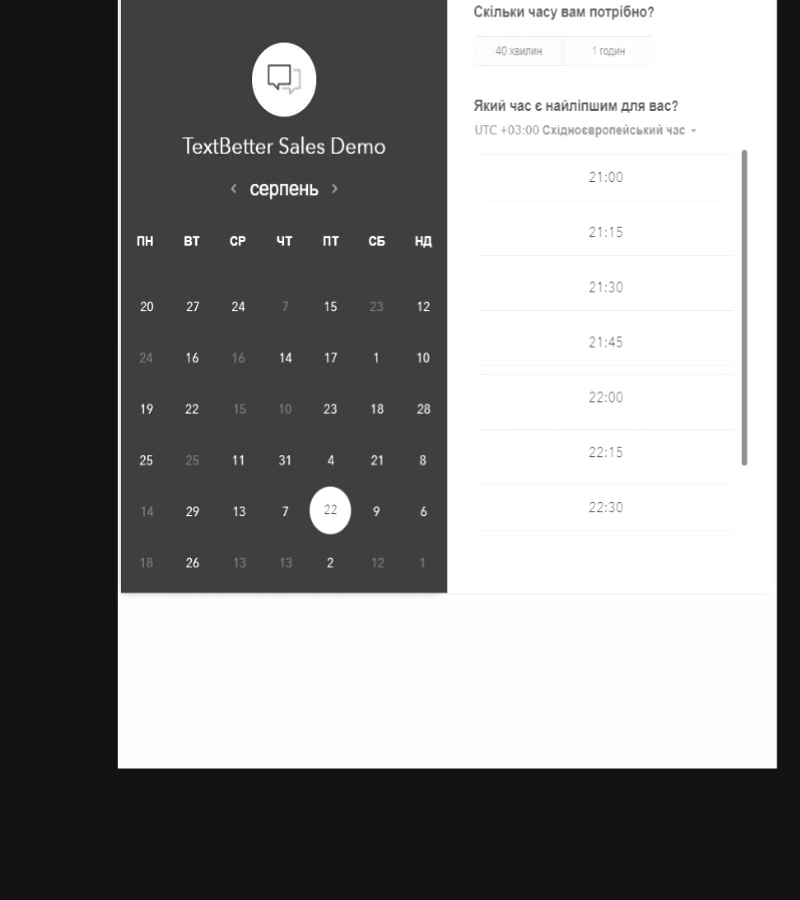 TextBetter Sales Demo
‹ серпень ›
ПН ВТ СР ЧТ ПТ СБ НД
20 27 24 7 15 23 12
24 16 16 14 17 1 10
19 22 15 10 23 18 28
25 25 11 31 4 21 8
14 29 13 7 22 9 6
18 26 13 13 2 12 1
Скільки часу вам потрібно?
40 хвилин 1 годин
Який час є найліпшим для вас?
UTC +03:00 Східноєвропейський час
21:00
21:15
21:30
21:45
22:00
22:15
22:30